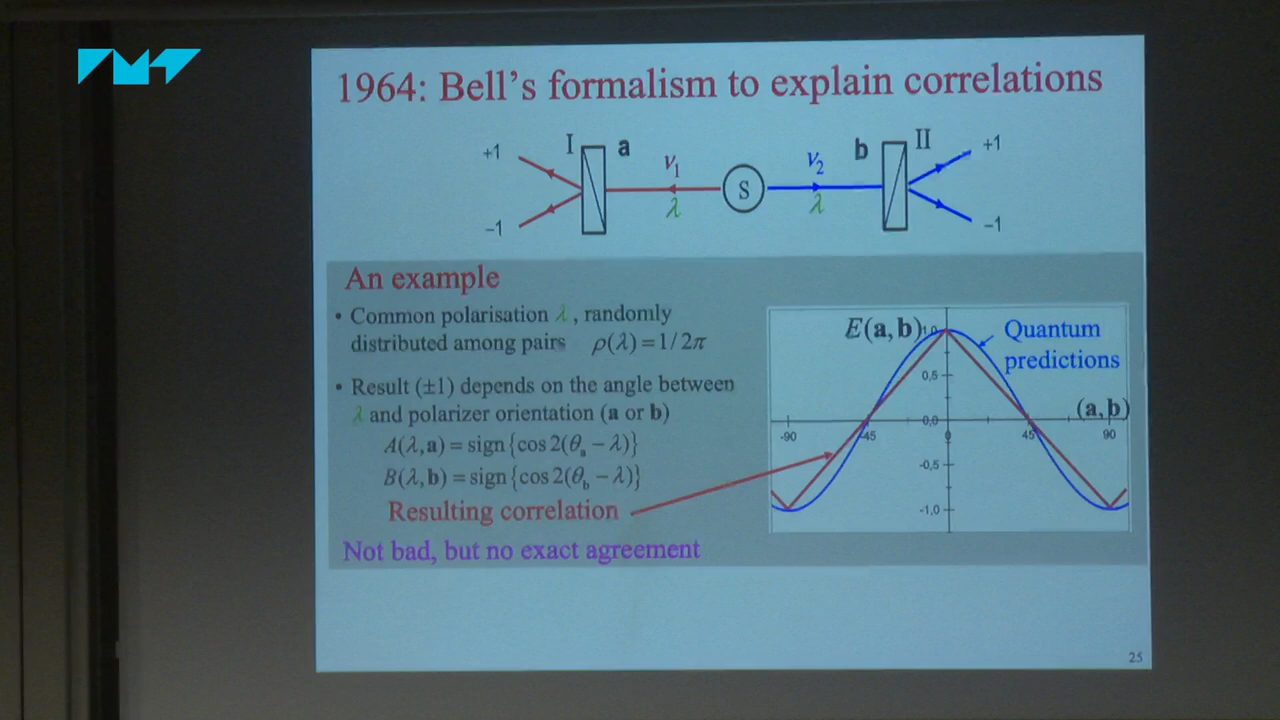 1964: Bell's formalism to explain correlations
+1 I a ν₁ ν₂ b II +1
S
−1 λ λ −1
An example
• Common polarisation λ , randomly
distributed among pairs ρ(λ) = 1/2π
• Result (±1) depends on the angle between
λ and polarizer orientation (a or b)
A(λ,a) = sign{cos 2(θₐ − λ)}
B(λ,b) = sign{cos 2(θ_b − λ)}
Resulting correlation
Not bad, but no exact agreement
E(a,b) 1,0
Quantum
predictions
0,5
(a,b)
0,0
-90 -45 0 45 90
-0,5
-1,0
25